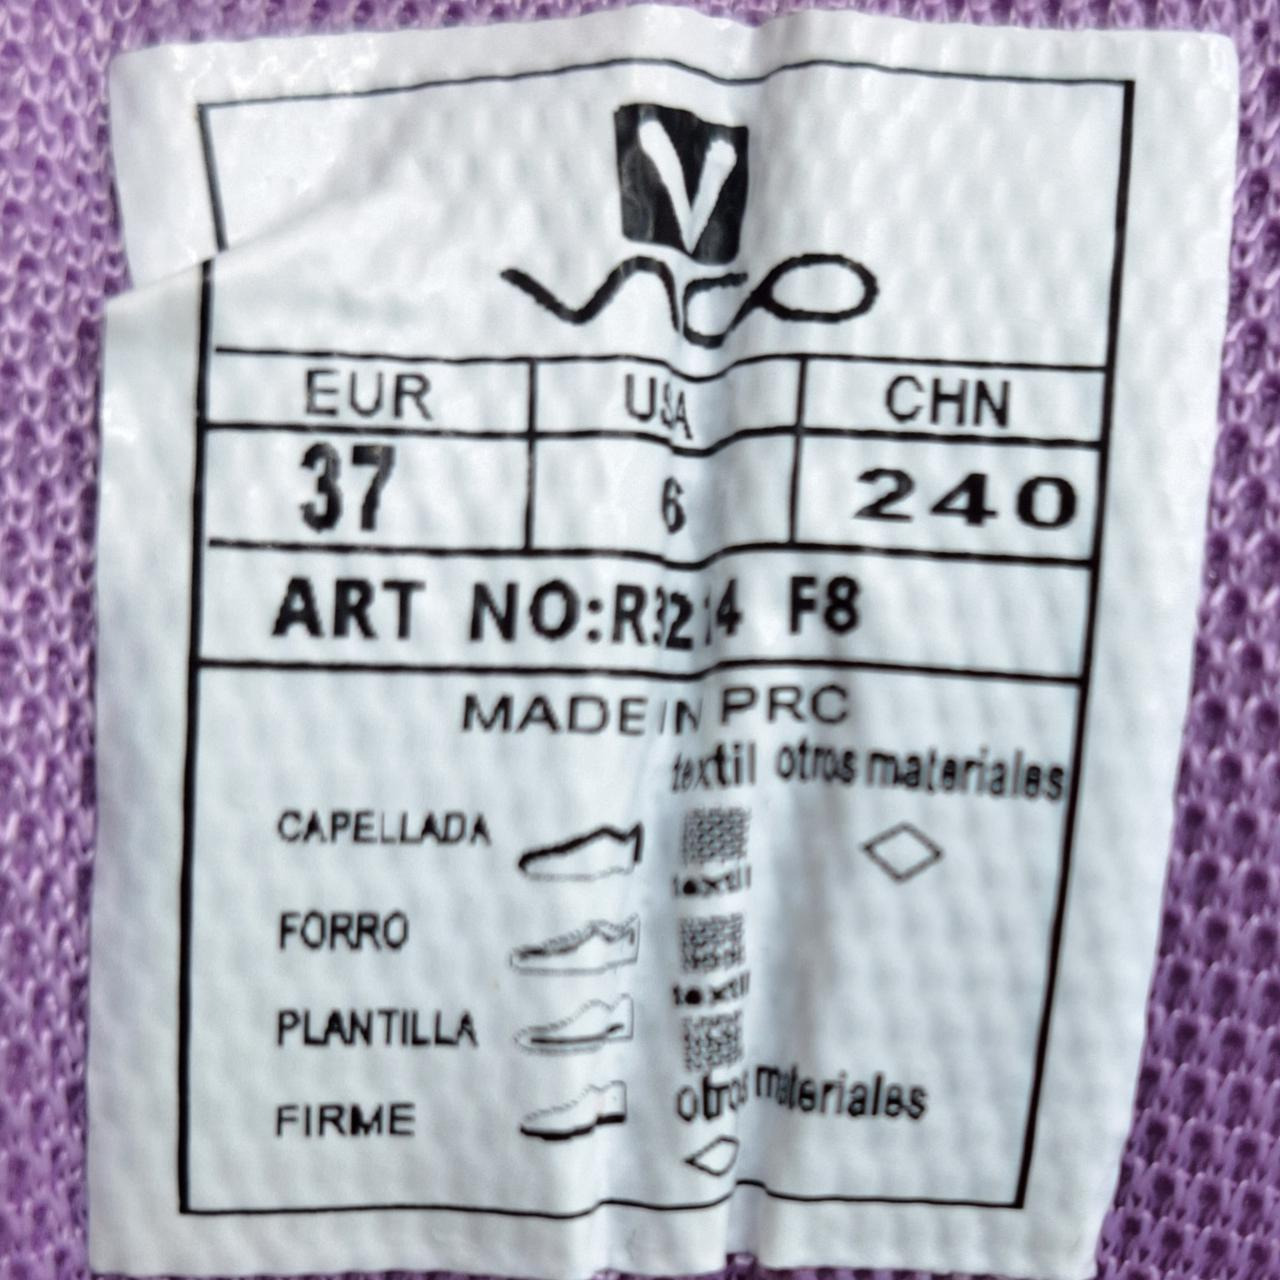 V
vico
EUR USA CHN
37 6 240
ART NO:R3214 F8
MADE IN PRC
textil otros materiales
CAPELLADA
textil
FORRO
textil
PLANTILLA
otros materiales
FIRME